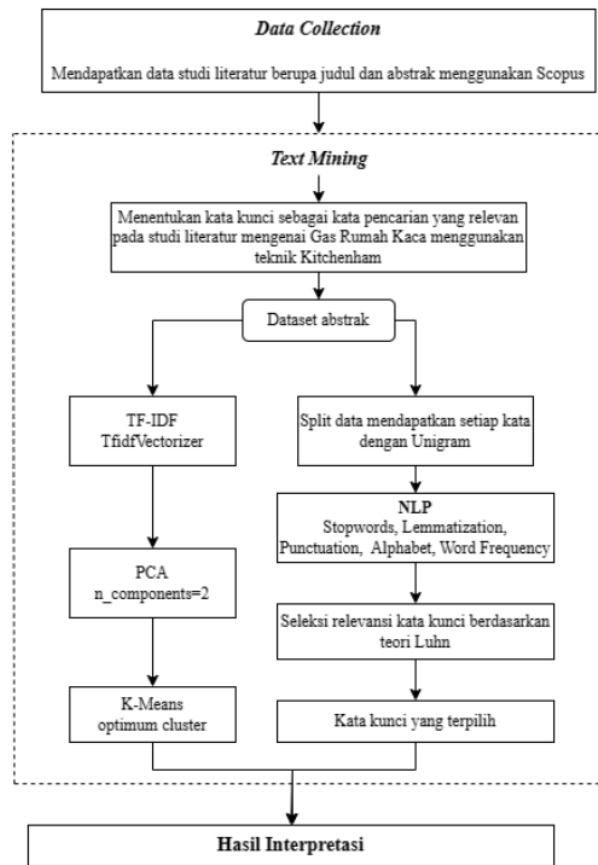 Data Collection
Mendapatkan data studi literatur berupa judul dan abstrak menggunakan Scopus
Text Mining
Menentukan kata kunci sebagai kata pencarian yang relevan
pada studi literatur mengenai Gas Rumah Kaca menggunakan
teknik Kitchenham
Dataset abstrak
TF-IDF
TfidfVectorizer
Split data mendapatkan setiap kata
dengan Unigram
NLP
Stopwords, Lemmatization,
Punctuation, Alphabet, Word Frequency
PCA
n_components=2
Seleksi relevansi kata kunci berdasarkan
teori Luhn
K-Means
optimum cluster
Kata kunci yang terpilih
Hasil Interpretasi